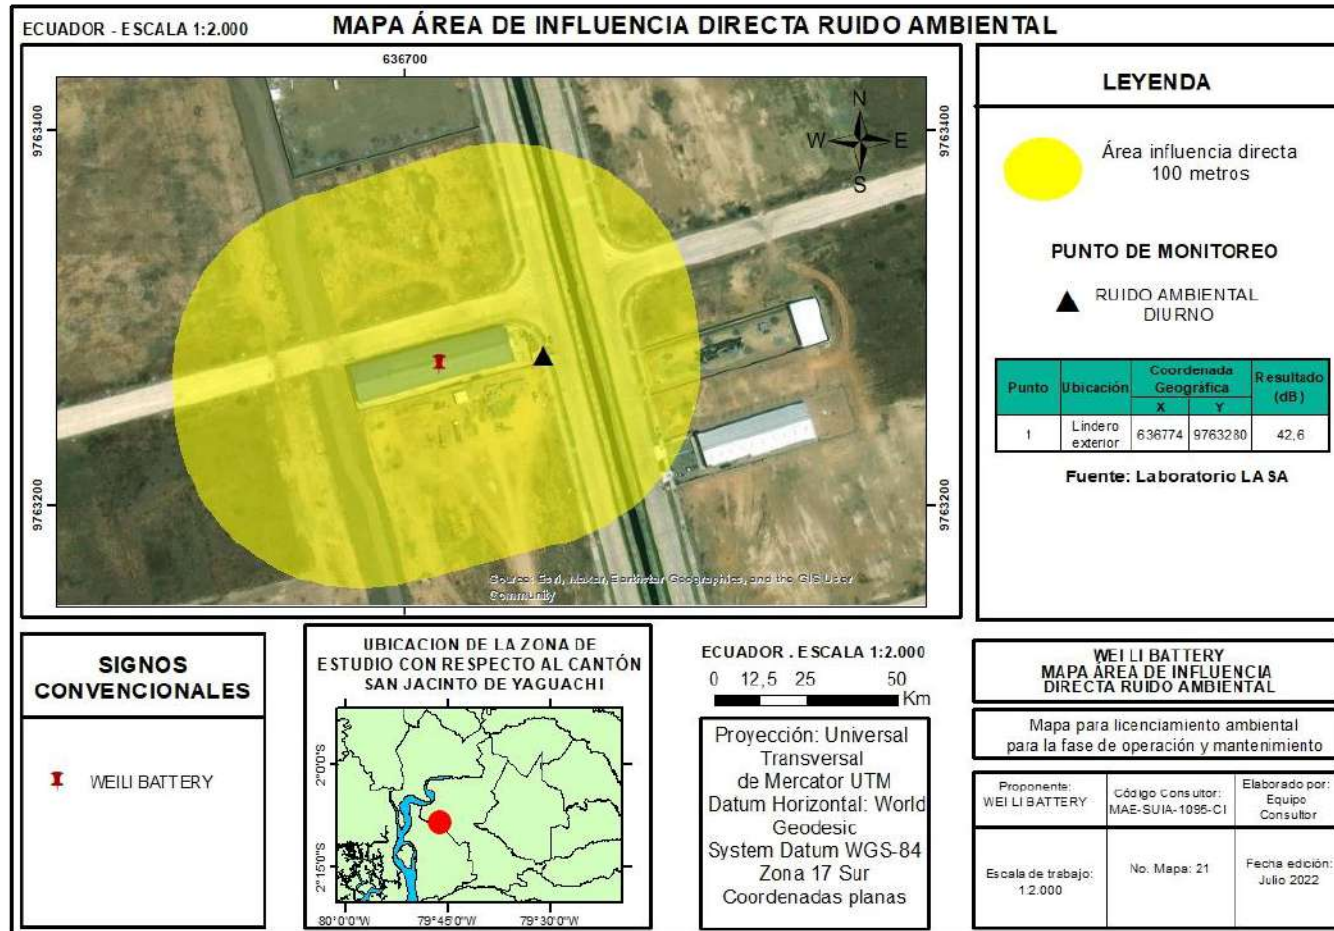 ECUADOR - ESCALA 1:2.000
MAPA ÁREA DE INFLUENCIA DIRECTA RUIDO AMBIENTAL
636700
9763400
9763400
9763200
9763200
N
W
E
S
Source: Esri, Maxar, Earthstar Geographics, and the GIS User
Community
LEYENDA
Área influencia directa
100 metros
PUNTO DE MONITOREO
RUIDO AMBIENTAL
DIURNO
Punto Ubicación Coordenada Geográfica Resultado (dB)
X Y
1 Lindero exterior 636774 9763280 42,6
Fuente: Laboratorio LASA
SIGNOS
CONVENCIONALES
WEILI BATTERY
UBICACION DE LA ZONA DE
ESTUDIO CON RESPECTO AL CANTÓN
SAN JACINTO DE YAGUACHI
2°0'0"S
2°15'0"S
80°0'0"W 79°45'0"W 79°30'0"W
ECUADOR . ESCALA 1:2.000
0 12,5 25 50
Km
Proyección: Universal
Transversal
de Mercator UTM
Datum Horizontal: World
Geodesic
System Datum WGS-84
Zona 17 Sur
Coordenadas planas
WEI LI BATTERY
MAPA ÁREA DE INFLUENCIA
DIRECTA RUIDO AMBIENTAL
Mapa para licenciamiento ambiental
para la fase de operación y mantenimiento
Proponente:
WEI LI BATTERY
Código Consultor:
MAE-SUIA-1095-CI
Elaborado por:
Equipo
Consultor
Escala de trabajo:
1:2.000
No. Mapa: 21
Fecha edición:
Julio 2022